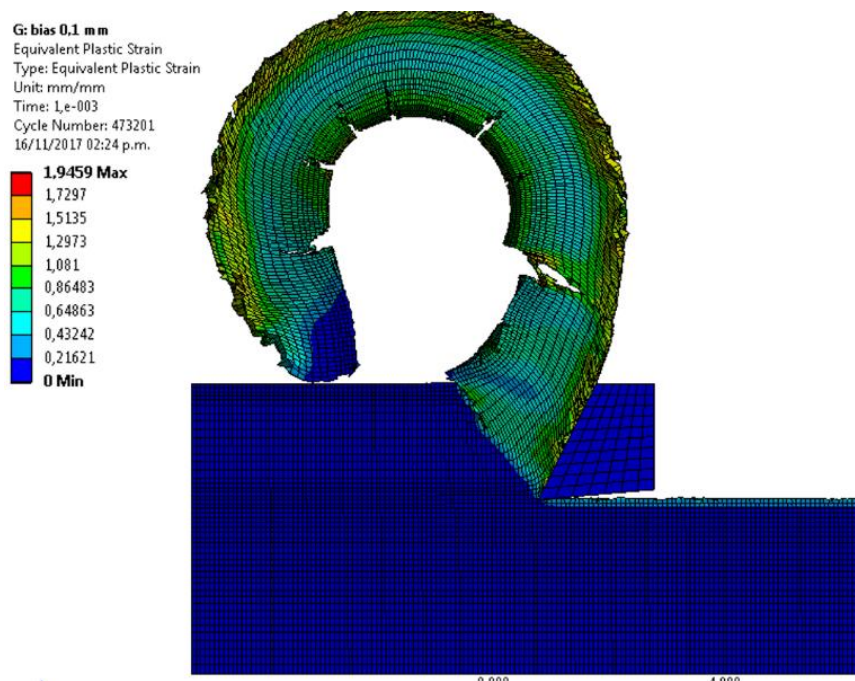 G: bias 0,1 mm
Equivalent Plastic Strain
Type: Equivalent Plastic Strain
Unit: mm/mm
Time: 1,e-003
Cycle Number: 473201
16/11/2017 02:24 p.m.
1,9459 Max
1,7297
1,5135
1,2973
1,081
0,86483
0,64863
0,43242
0,21621
0 Min